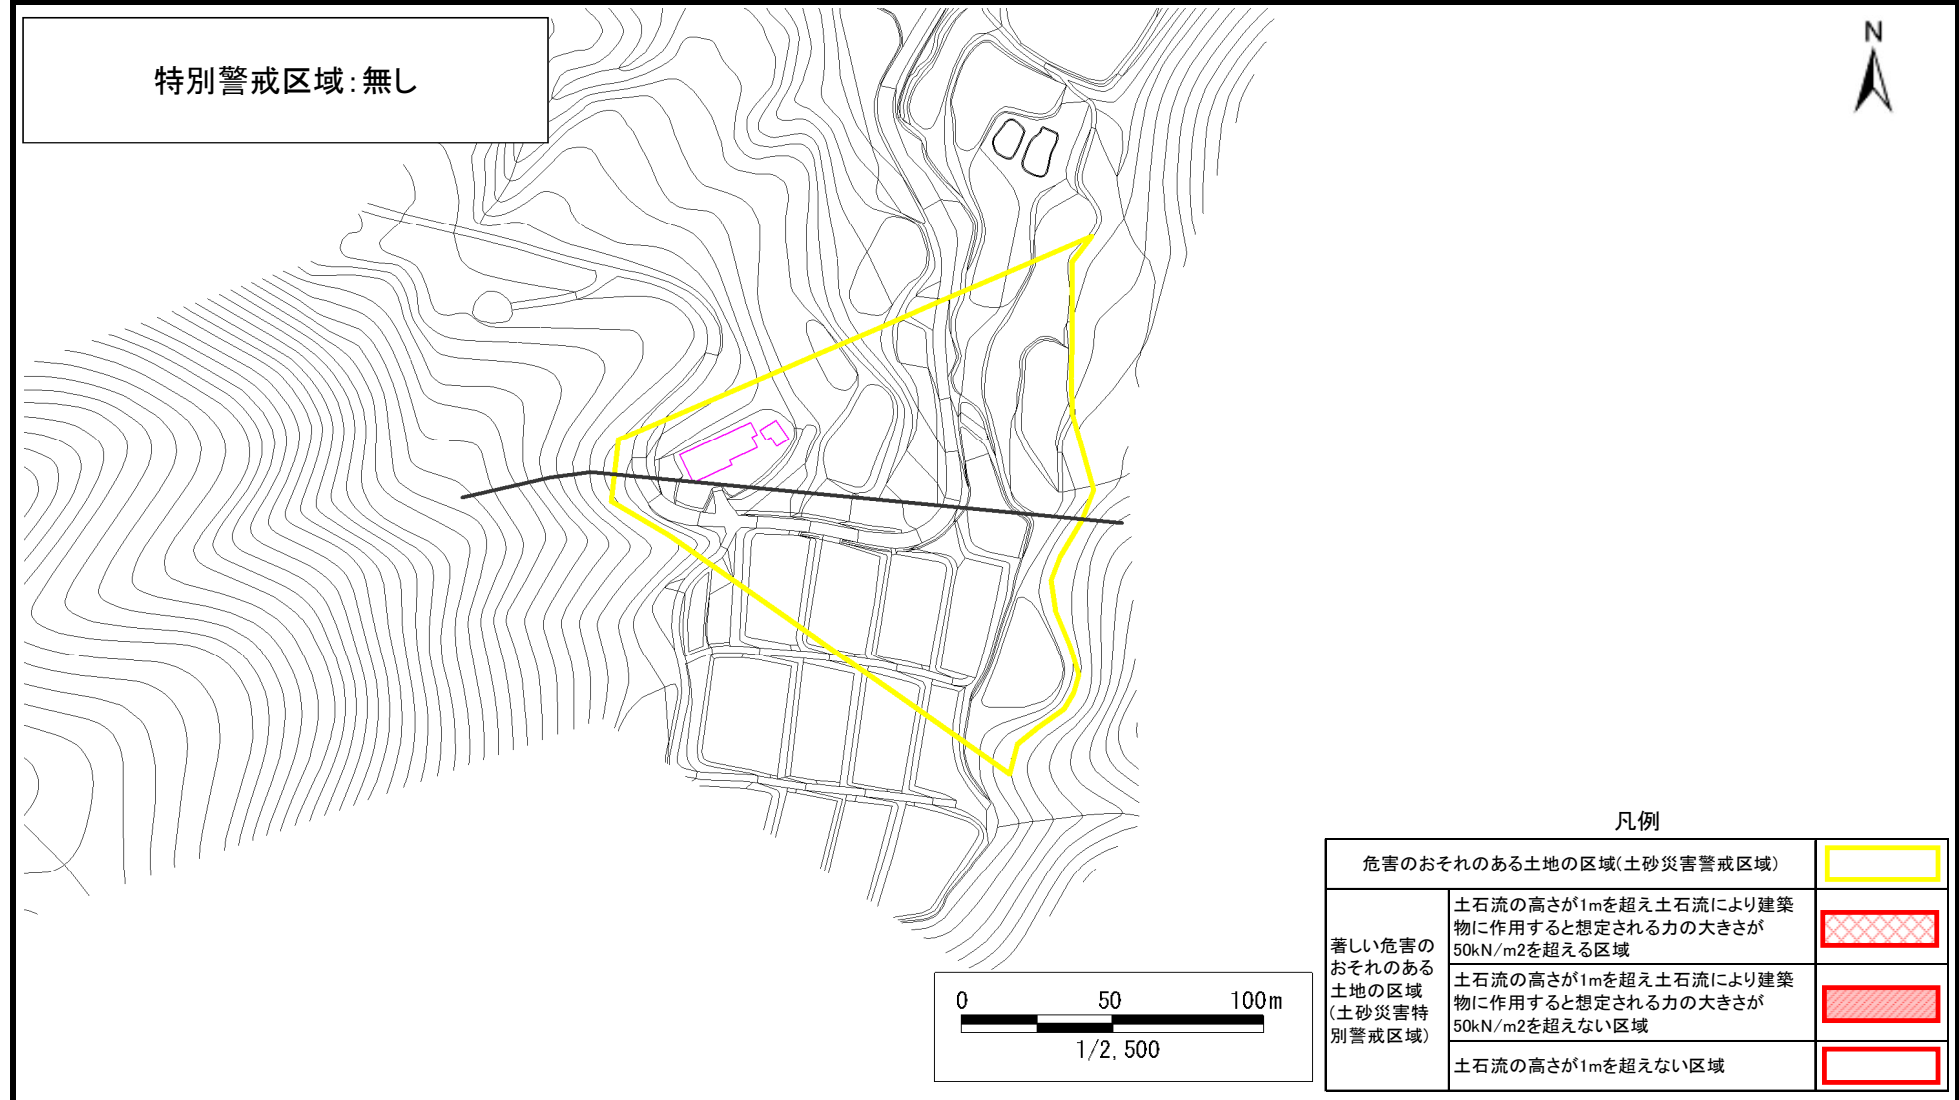 特別警戒区域：無し
N
凡例
危害のおそれのある土地の区域(土砂災害警戒区域)
著しい危害の
おそれのある
土地の区域
(土砂災害特
別警戒区域)
土石流の高さが1mを超え土石流により建築
物に作用すると想定される力の大きさが
50kN/m2を超える区域
土石流の高さが1mを超え土石流により建築
物に作用すると想定される力の大きさが
50kN/m2を超えない区域
土石流の高さが1mを超えない区域
0 50 100m
1/2,500